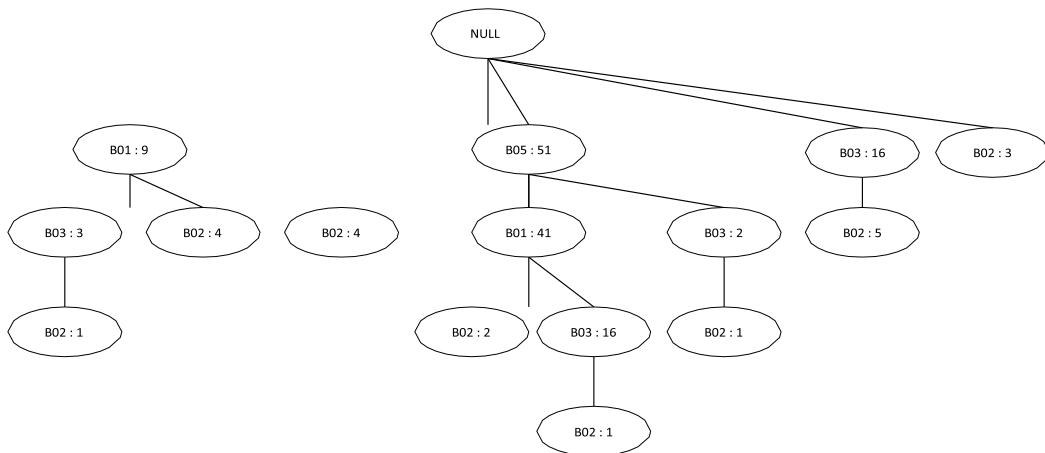 NULL
B01 : 9
B05 : 51
B03 : 16
B02 : 3
B03 : 3
B02 : 4
B02 : 4
B01 : 41
B03 : 2
B02 : 5
B02 : 1
B02 : 2
B03 : 16
B02 : 1
B02 : 1